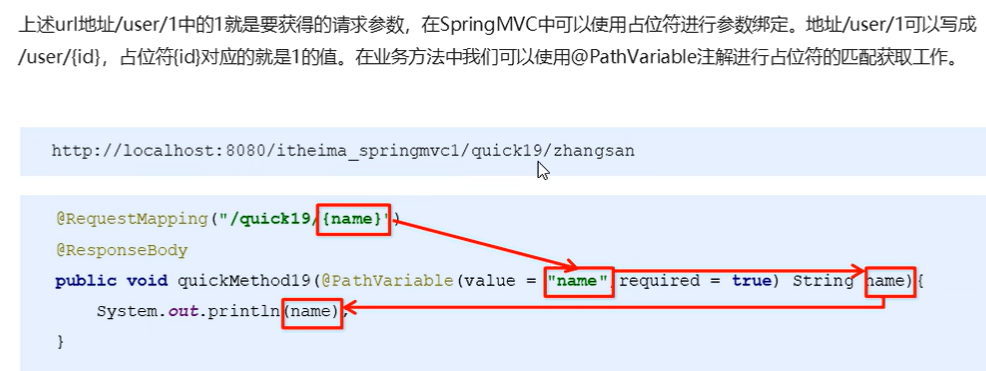 上述url地址/user/1中的1就是要获得的请求参数，在SpringMVC中可以使用占位符进行参数绑定。地址/user/1可以写成
/user/{id}，占位符{id}对应的就是1的值。在业务方法中我们可以使用@PathVariable注解进行占位符的匹配获取工作。
http://localhost:8080/itheima_springmvc1/quick19/zhangsan
@RequestMapping("/quick19/{name}")
@ResponseBody
public void quickMethod19(@PathVariable(value = "name",required = true) String name){
System.out.println(name);
}